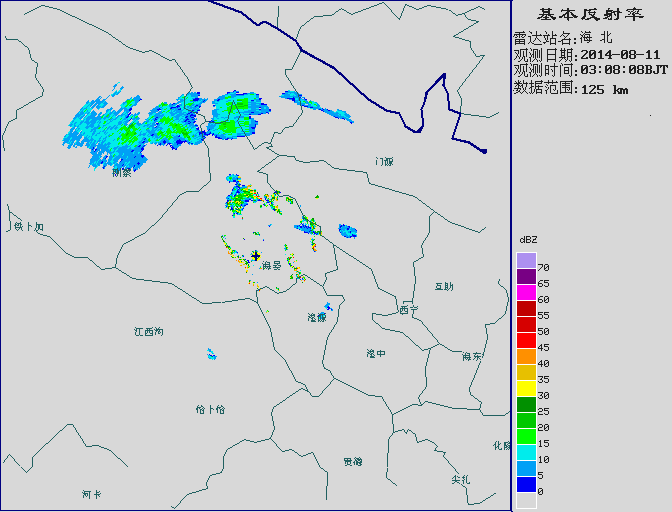 基本反射率
雷达站名:海 北
观测日期:2014-08-11
观测时间:03:08:08BJT
数据范围:125 km
门源
刚察
铁卜加
海晏
互助
西宁
湟源
江西沟
湟中
海东
恰卜恰
化隆
贵德
尖扎
河卡
dBZ
70
65
60
55
50
45
40
35
30
25
20
15
10
5
0